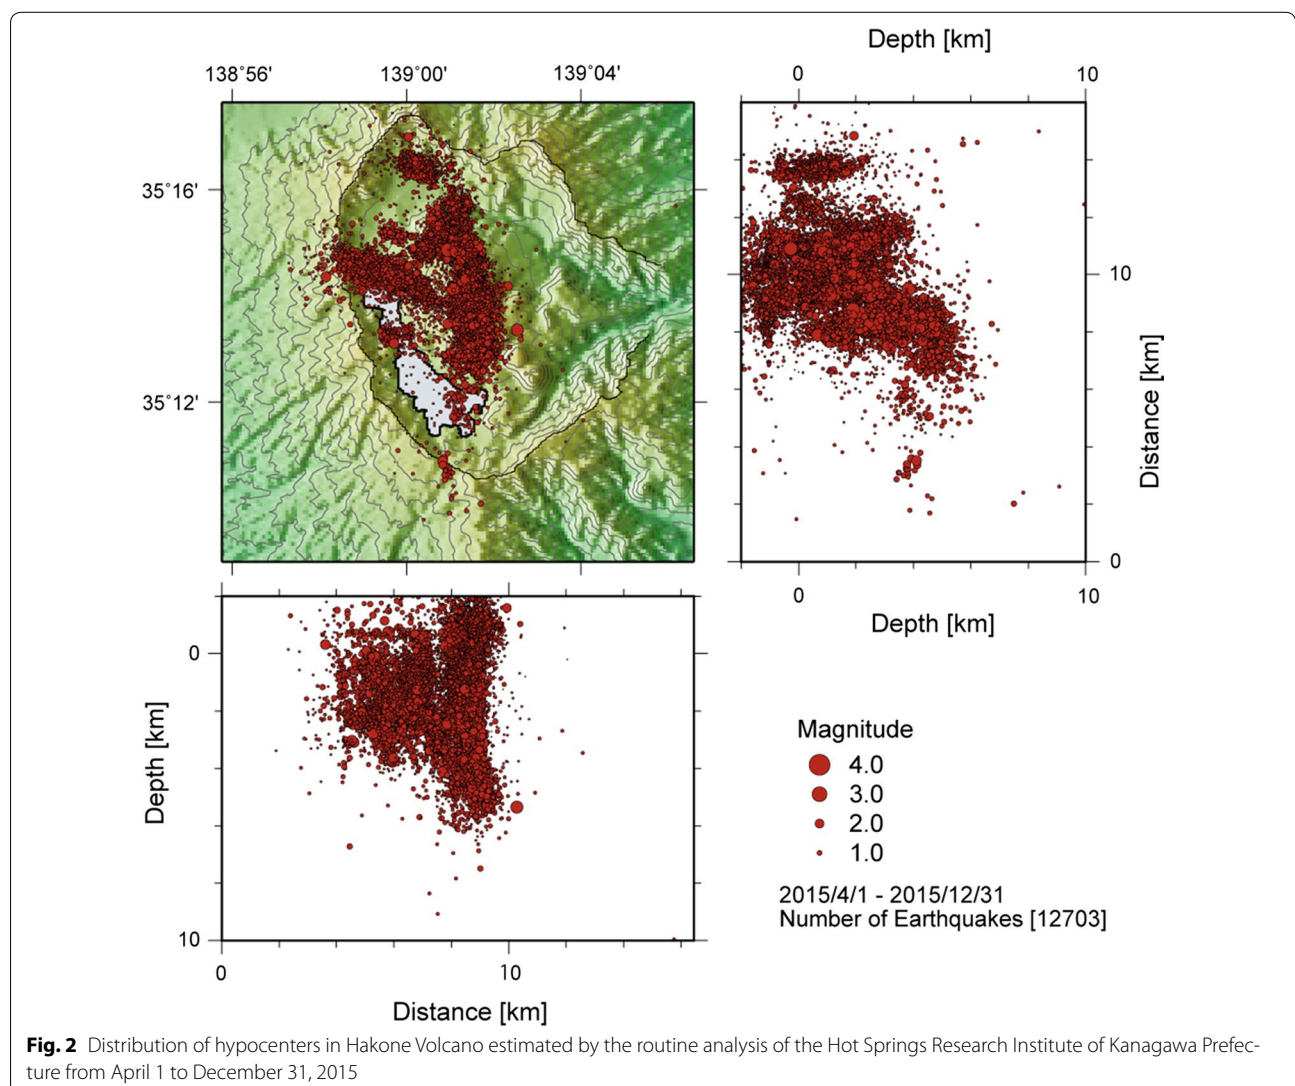 Depth [km]
138°56'
139°00'
139°04'
0
10
35°16'
35°12'
10
0
Distance [km]
0
10
Depth [km]
0
10
Depth [km]
0
10
Distance [km]
Magnitude
4.0
3.0
2.0
1.0
2015/4/1 - 2015/12/31
Number of Earthquakes [12703]
Fig. 2 Distribution of hypocenters in Hakone Volcano estimated by the routine analysis of the Hot Springs Research Institute of Kanagawa Prefec-
ture from April 1 to December 31, 2015